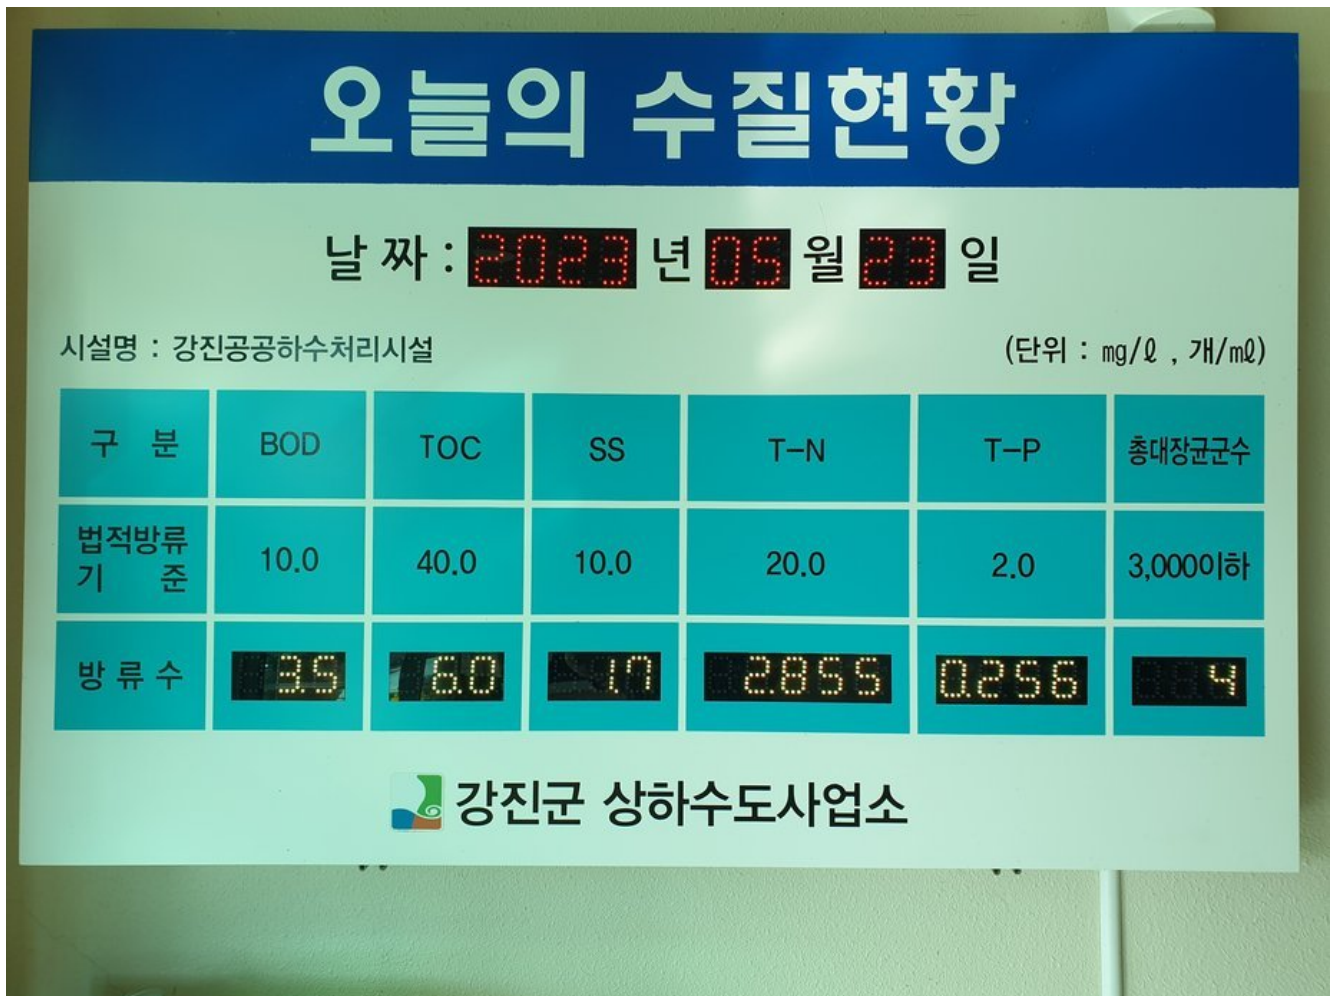 오늘의 수질현황
날 짜 : 2023 년 05 월 23 일
시설명 : 강진공공하수처리시설 (단위 : ㎎/ℓ , 개/㎖)
구 분 BOD TOC SS T-N T-P 총대장균군수
법적방류
기 준 10.0 40.0 10.0 20.0 2.0 3,000이하
방 류 수 3.5 6.0 1.7 2.855 0.256 4
강진군 상하수도사업소